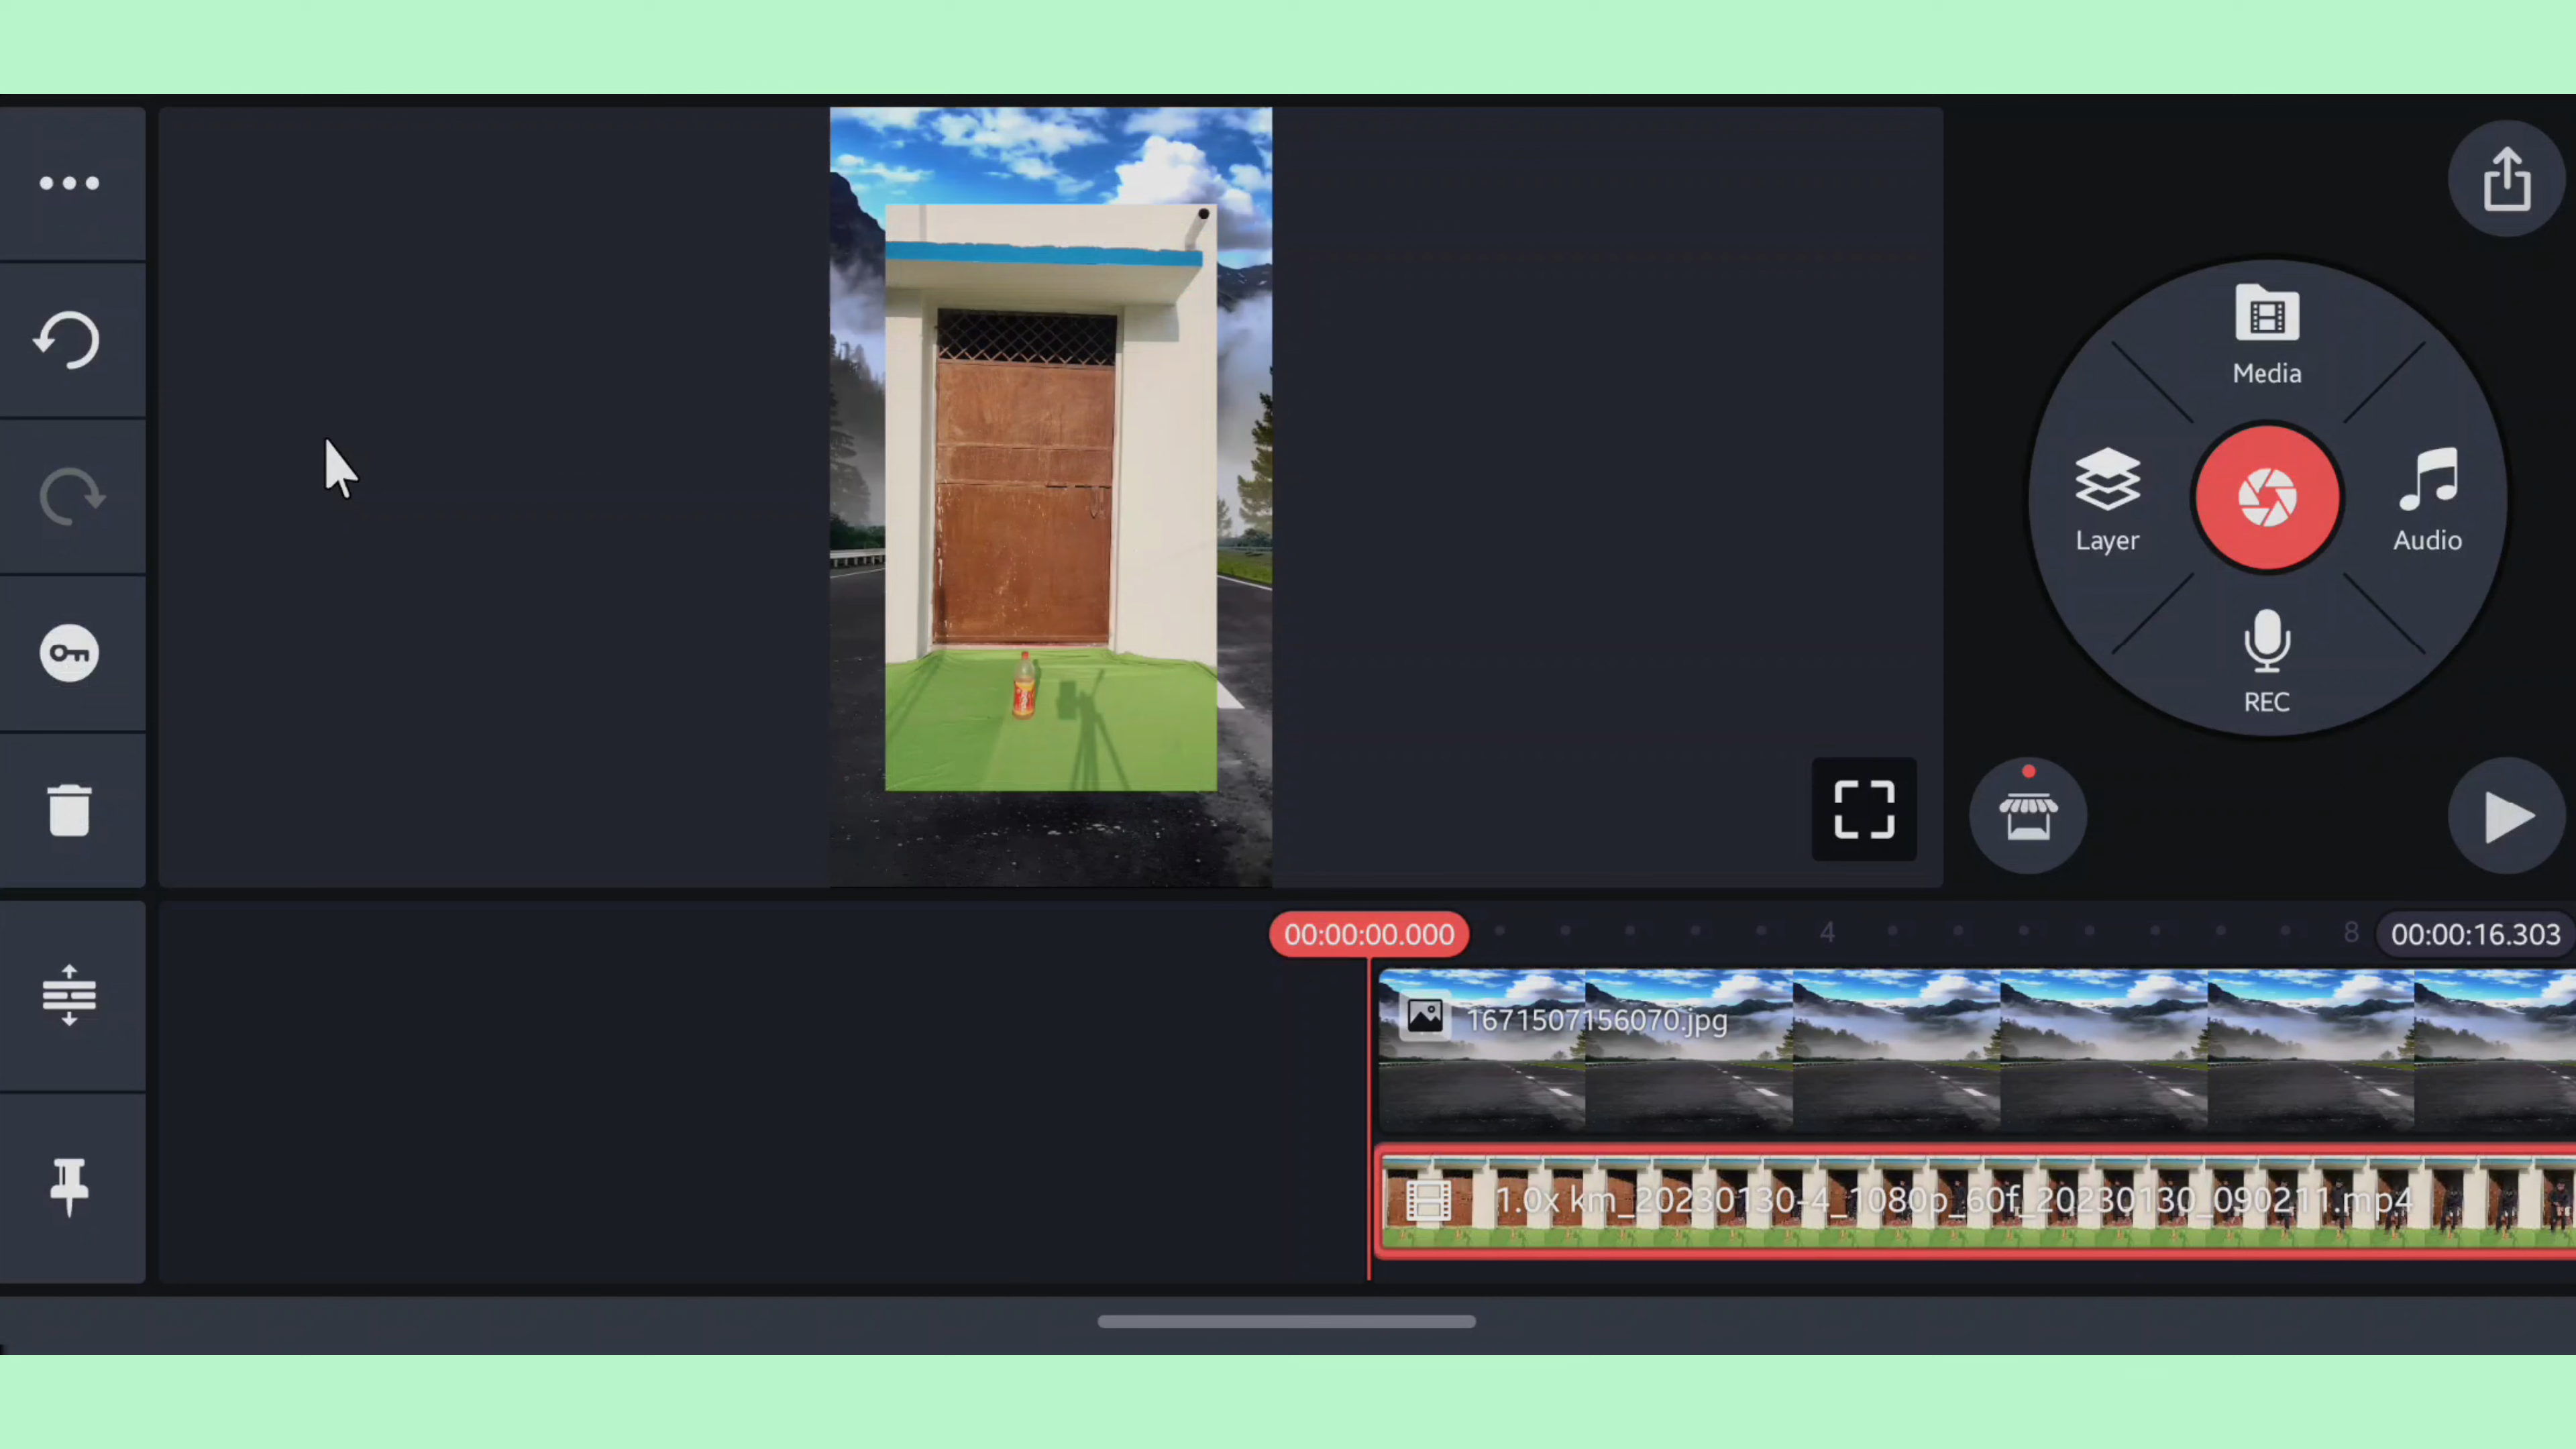 Media
Layer
Audio
REC
00:00:00.000
4
8
00:00:16.303
1671507156070.jpg
1.0x km_20230130-4_1080p_60f_20230130_090211.mp4